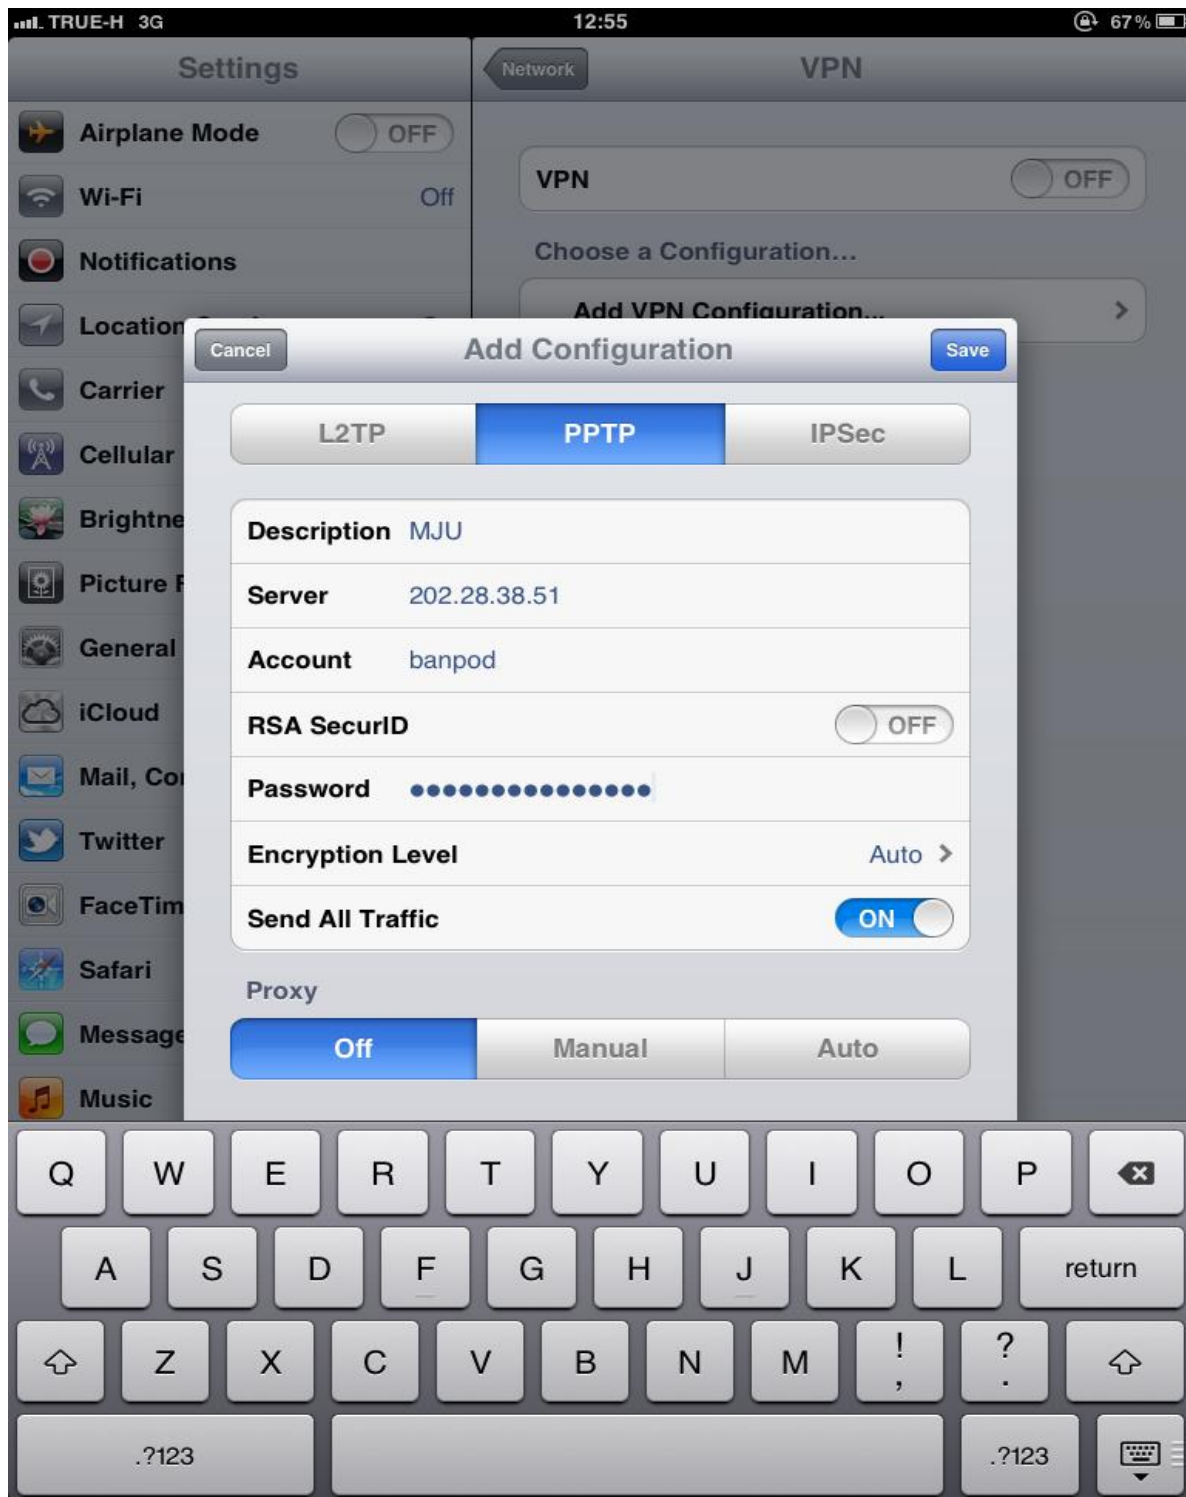 TRUE-H 3G 12:55 67%
Settings
Network VPN
Airplane Mode OFF
Wi-Fi Off
Notifications
Location
Carrier
Cellular
Brightne
Picture F
General
iCloud
Mail, Co
Twitter
FaceTim
Safari
Message
Music
VPN OFF
Choose a Configuration...
Add VPN Configuration...
Cancel Add Configuration Save
L2TP PPTP IPSec
Description MJU
Server 202.28.38.51
Account banpod
RSA SecurID OFF
Password ●●●●●●●●●●●●●●●
Encryption Level Auto
Send All Traffic ON
Proxy
Off Manual Auto
Q W E R T Y U I O P
A S D F G H J K L return
Z X C V B N M ! , ? .
.?123 .?123